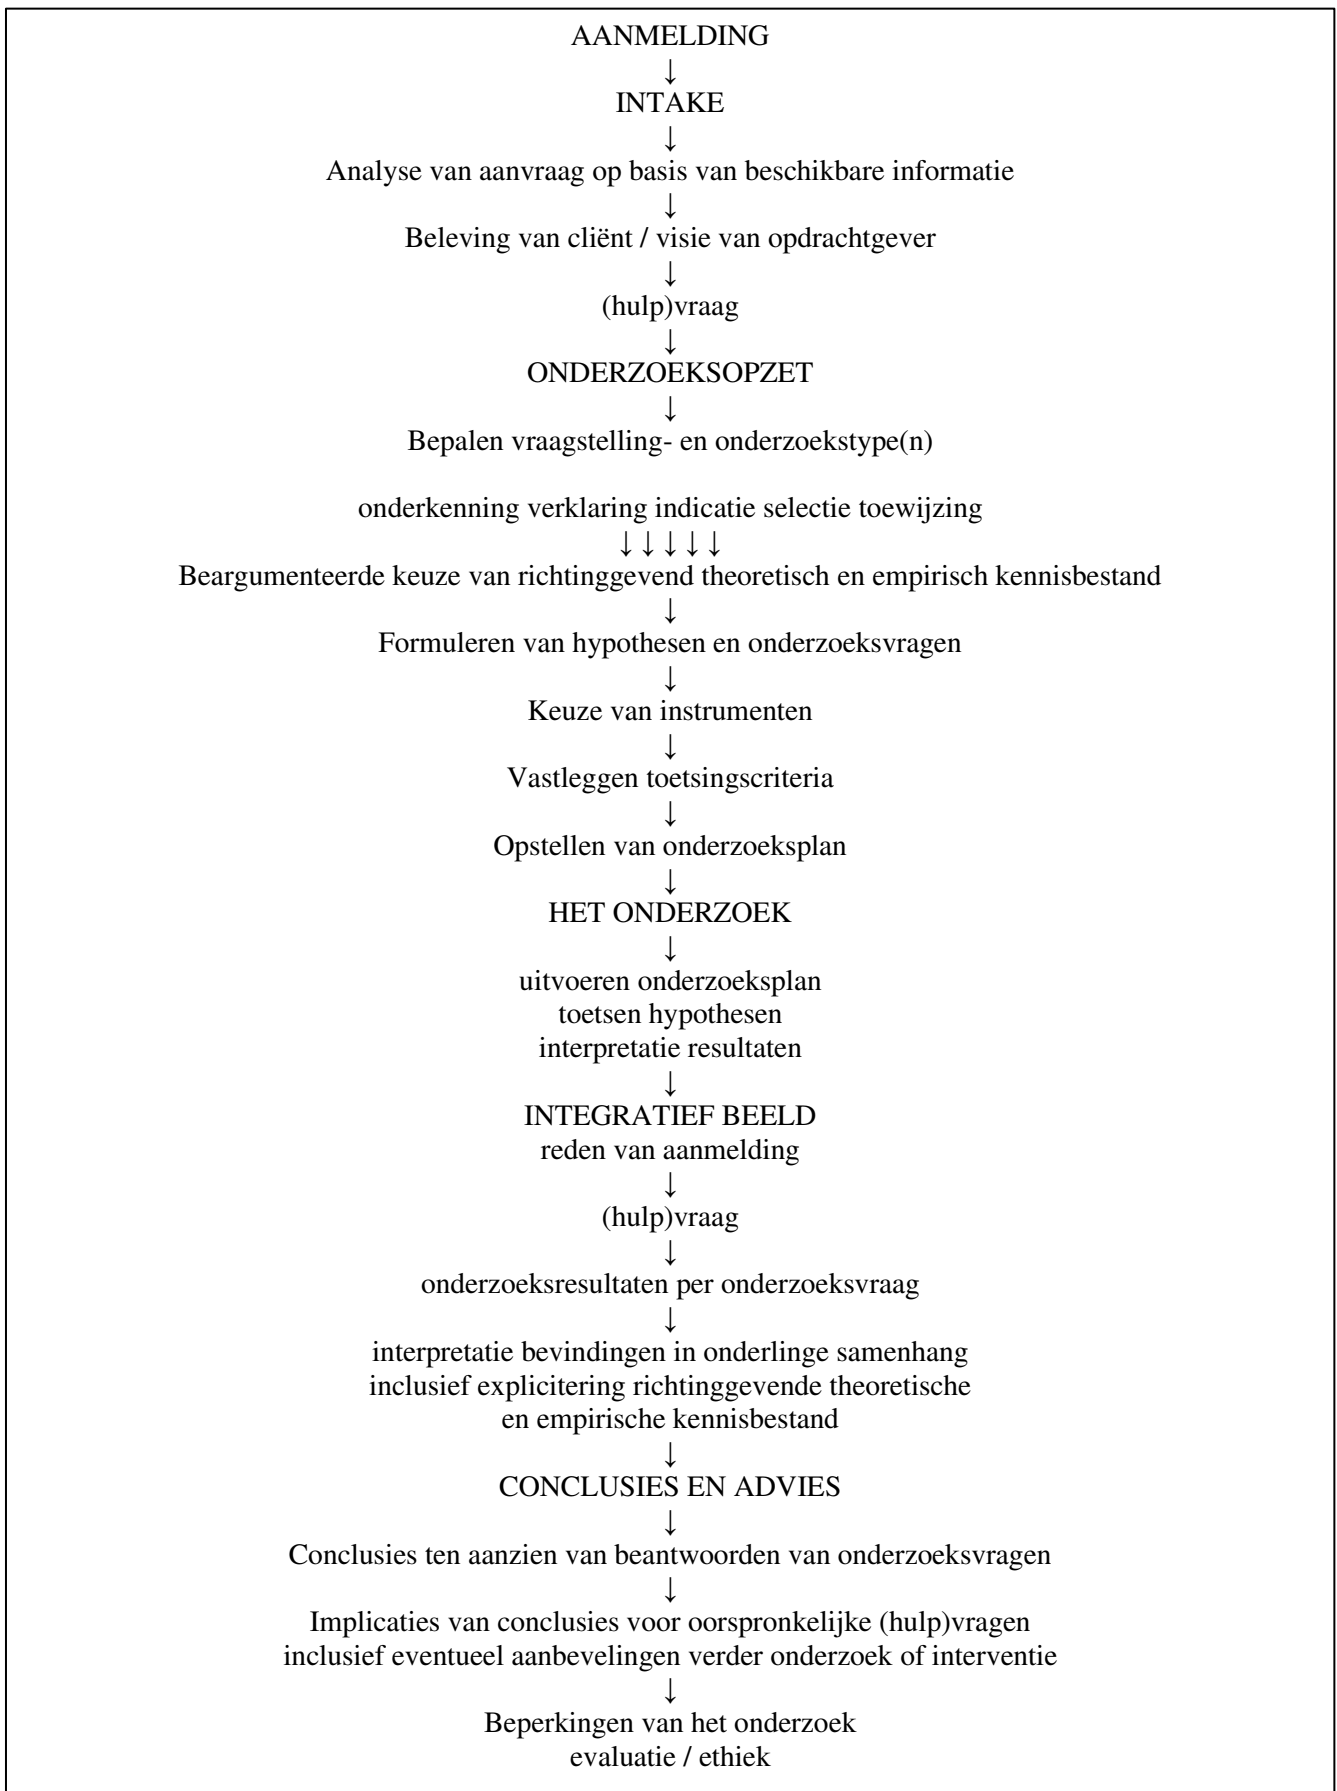 AANMELDING
↓
INTAKE
↓
Analyse van aanvraag op basis van beschikbare informatie
↓
Beleving van cliënt / visie van opdrachtgever
↓
(hulp)vraag
↓
ONDERZOEKSOPZET
↓
Bepalen vraagstelling- en onderzoekstype(n)
onderkenning verklaring indicatie selectie toewijzing
↓ ↓ ↓ ↓ ↓
Beargumenteerde keuze van richtinggevend theoretisch en empirisch kennisbestand
↓
Formuleren van hypothesen en onderzoeksvragen
↓
Keuze van instrumenten
↓
Vastleggen toetsingscriteria
↓
Opstellen van onderzoeksplan
↓
HET ONDERZOEK
↓
uitvoeren onderzoeksplan
toetsen hypothesen
interpretatie resultaten
↓
INTEGRATIEF BEELD
reden van aanmelding
↓
(hulp)vraag
↓
onderzoeksresultaten per onderzoeksvraag
↓
interpretatie bevindingen in onderlinge samenhang
inclusief explicitering richtinggevende theoretische
en empirische kennisbestand
↓
CONCLUSIES EN ADVIES
↓
Conclusies ten aanzien van beantwoorden van onderzoeksvragen
↓
Implicaties van conclusies voor oorspronkelijke (hulp)vragen
inclusief eventueel aanbevelingen verder onderzoek of interventie
↓
Beperkingen van het onderzoek
evaluatie / ethiek